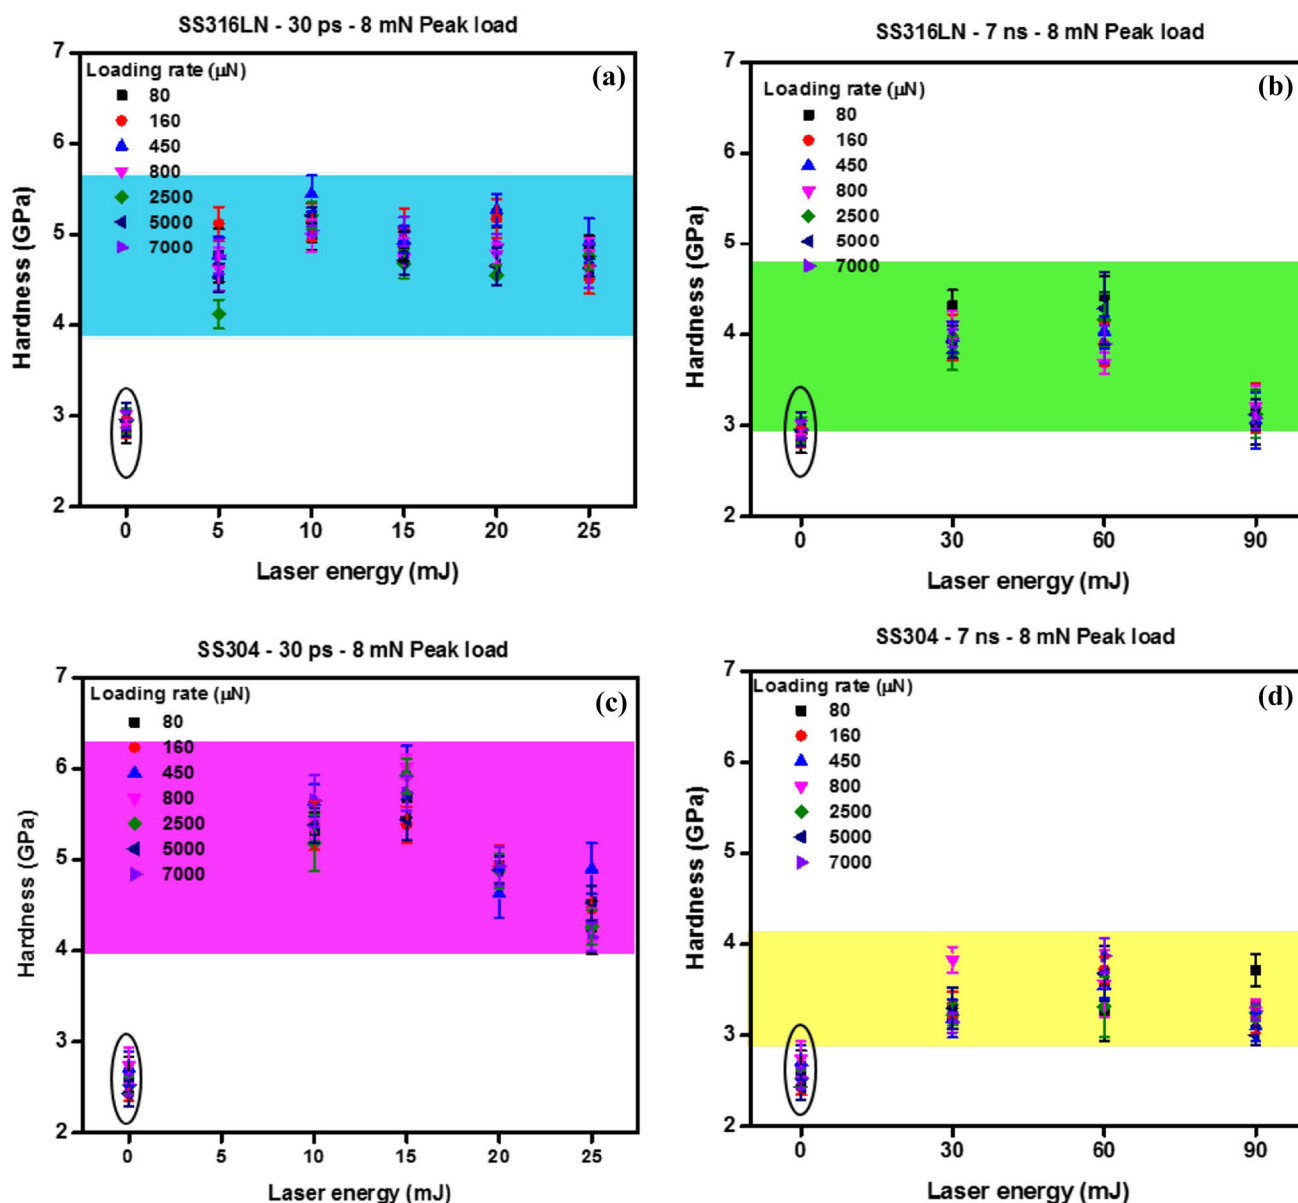 SS316LN - 30 ps - 8 mN Peak load
(a)
Loading rate (µN)
80
160
450
800
2500
5000
7000
7
6
5
4
3
2
Hardness (GPa)
0 5 10 15 20 25
Laser energy (mJ)
SS316LN - 7 ns - 8 mN Peak load
(b)
Loading rate (µN)
80
160
450
800
2500
5000
7000
7
6
5
4
3
2
Hardness (GPa)
0 30 60 90
Laser energy (mJ)
SS304 - 30 ps - 8 mN Peak load
(c)
Loading rate (µN)
80
160
450
800
2500
5000
7000
7
6
5
4
3
2
Hardness (GPa)
0 5 10 15 20 25
Laser energy (mJ)
SS304 - 7 ns - 8 mN Peak load
(d)
Loading rate (µN)
80
160
450
800
2500
5000
7000
7
6
5
4
3
2
Hardness (GPa)
0 30 60 90
Laser energy (mJ)